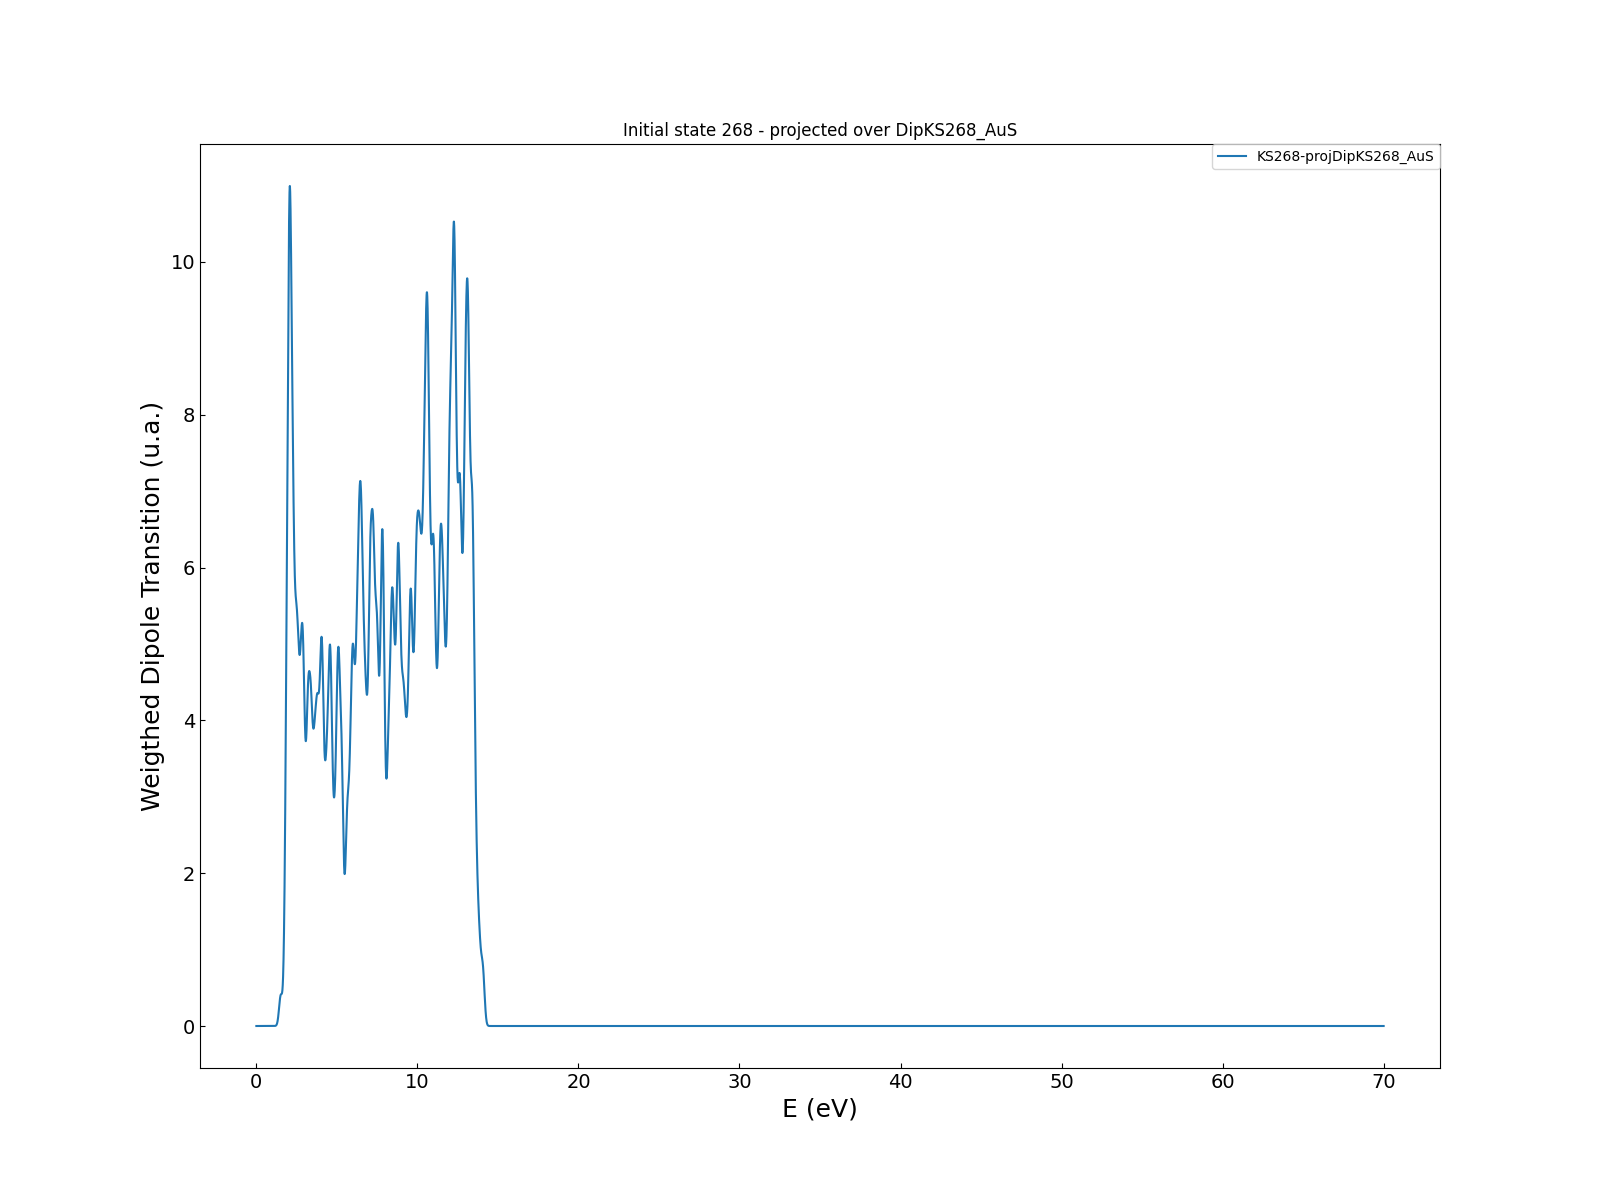 Initial state 268 - projected over DipKS268_AuS
KS268-projDipKS268_AuS
Weigthed Dipole Transition (u.a.)
10
8
6
4
2
0
0 10 20 30 40 50 60 70
E (eV)